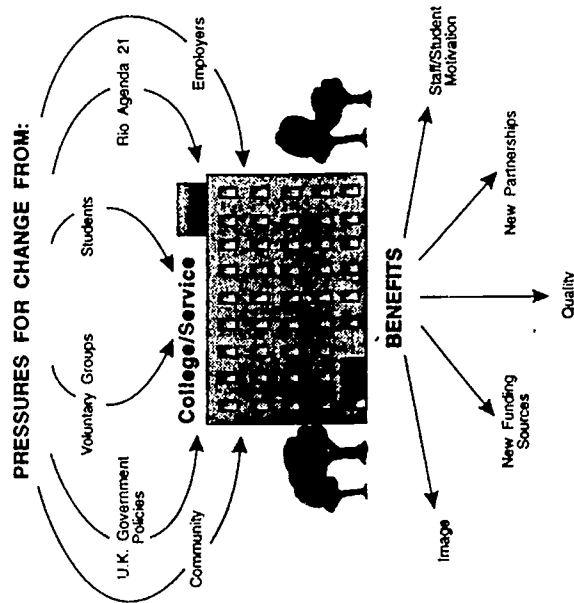 PRESSURES FOR CHANGE FROM:
Community
U.K. Government
Policies
Voluntary Groups
Students
Rio Agenda 21
Employers
College/Service
BENEFITS
Image
New Funding
Sources
Quality
New Partnerships
Staff/Student
Motivation